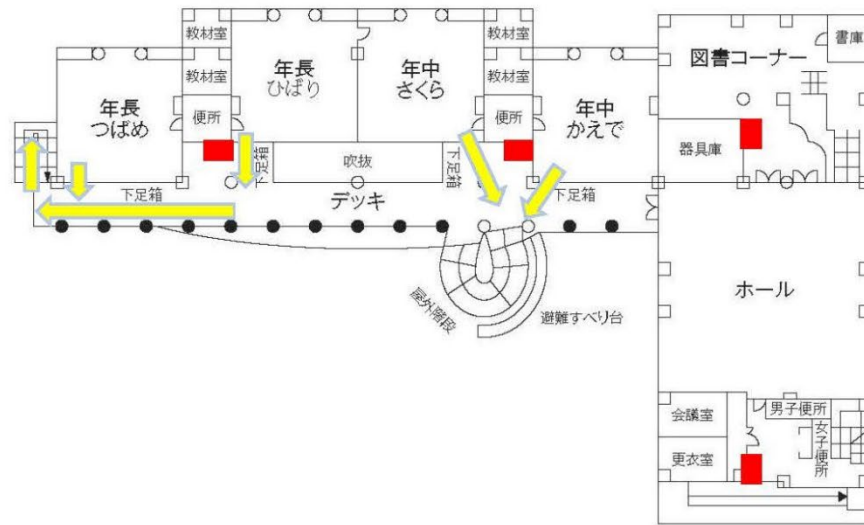 教材室
教材室
書庫
年長
ひばり
年中
さくら
図書コーナー
教材室
教材室
年長
つばめ
年中
かえで
便所
便所
器具庫
下足箱
吹抜
下足箱
下足箱
デッキ
下足箱
ホール
屋外階段
避難すべり台
会議室
男子便所
女子便所
更衣室